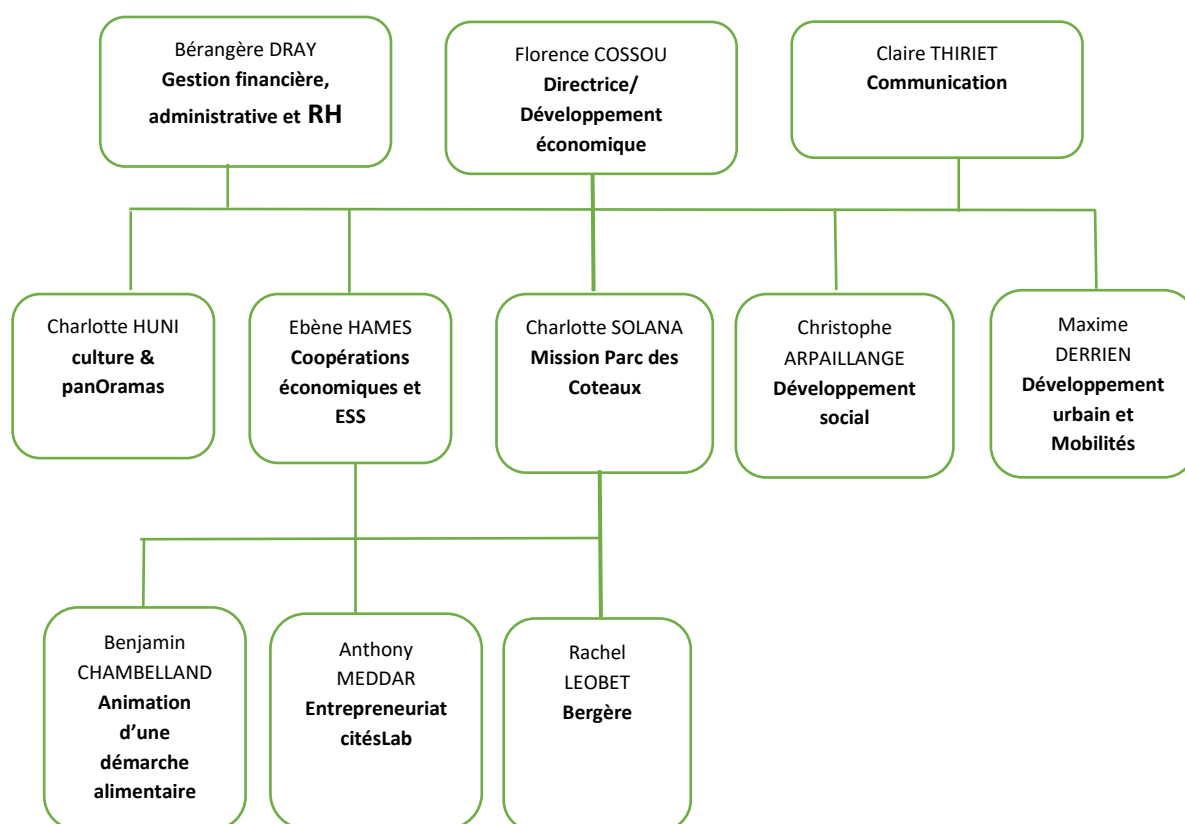 Bérangère DRAY
Gestion financière,
administrative et RH
Florence COSSOU
Directrice/
Développement
économique
Claire THIRIET
Communication
Charlotte HUNI
culture &
panOramas
Ebène HAMES
Coopérations
économiques et
ESS
Charlotte SOLANA
Mission Parc des
Coteaux
Christophe
ARPAILLANGE
Développement
social
Maxime
DERRIEN
Développement
urbain et
Mobilités
Benjamin
CHAMBELLAND
Animation
d’une
démarche
alimentaire
Anthony
MEDDAR
Entrepreneuriat
citésLab
Rachel
LEOBET
Bergère